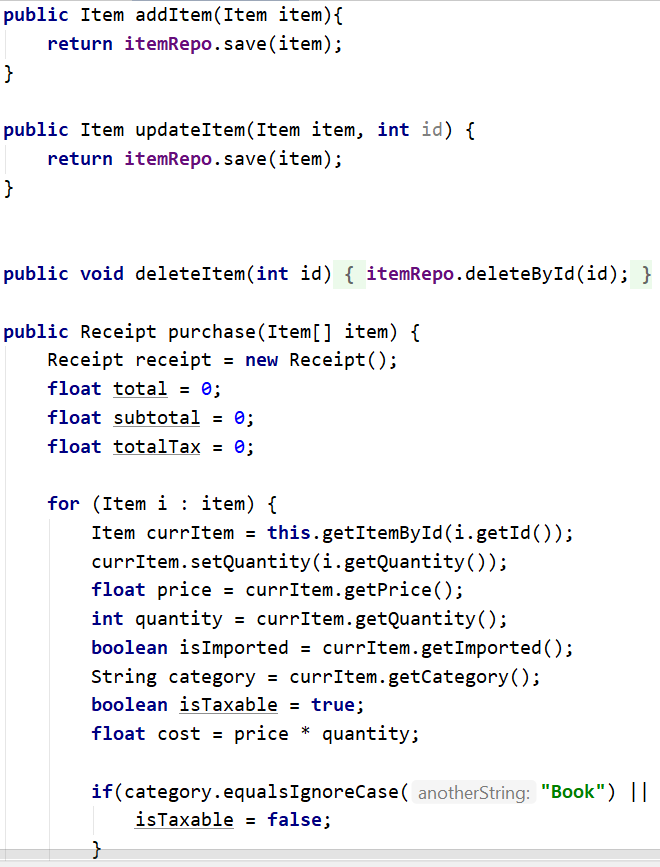 public Item addItem(Item item){
return itemRepo.save(item);
}
public Item updateItem(Item item, int id) {
return itemRepo.save(item);
}
public void deleteItem(int id) { itemRepo.deleteById(id); }
public Receipt purchase(Item[] item) {
Receipt receipt = new Receipt();
float total = 0;
float subtotal = 0;
float totalTax = 0;
for (Item i : item) {
Item currItem = this.getItemById(i.getId());
currItem.setQuantity(i.getQuantity());
float price = currItem.getPrice();
int quantity = currItem.getQuantity();
boolean isImported = currItem.getImported();
String category = currItem.getCategory();
boolean isTaxable = true;
float cost = price * quantity;
if(category.equalsIgnoreCase( anotherString: "Book") ||
isTaxable = false;
}